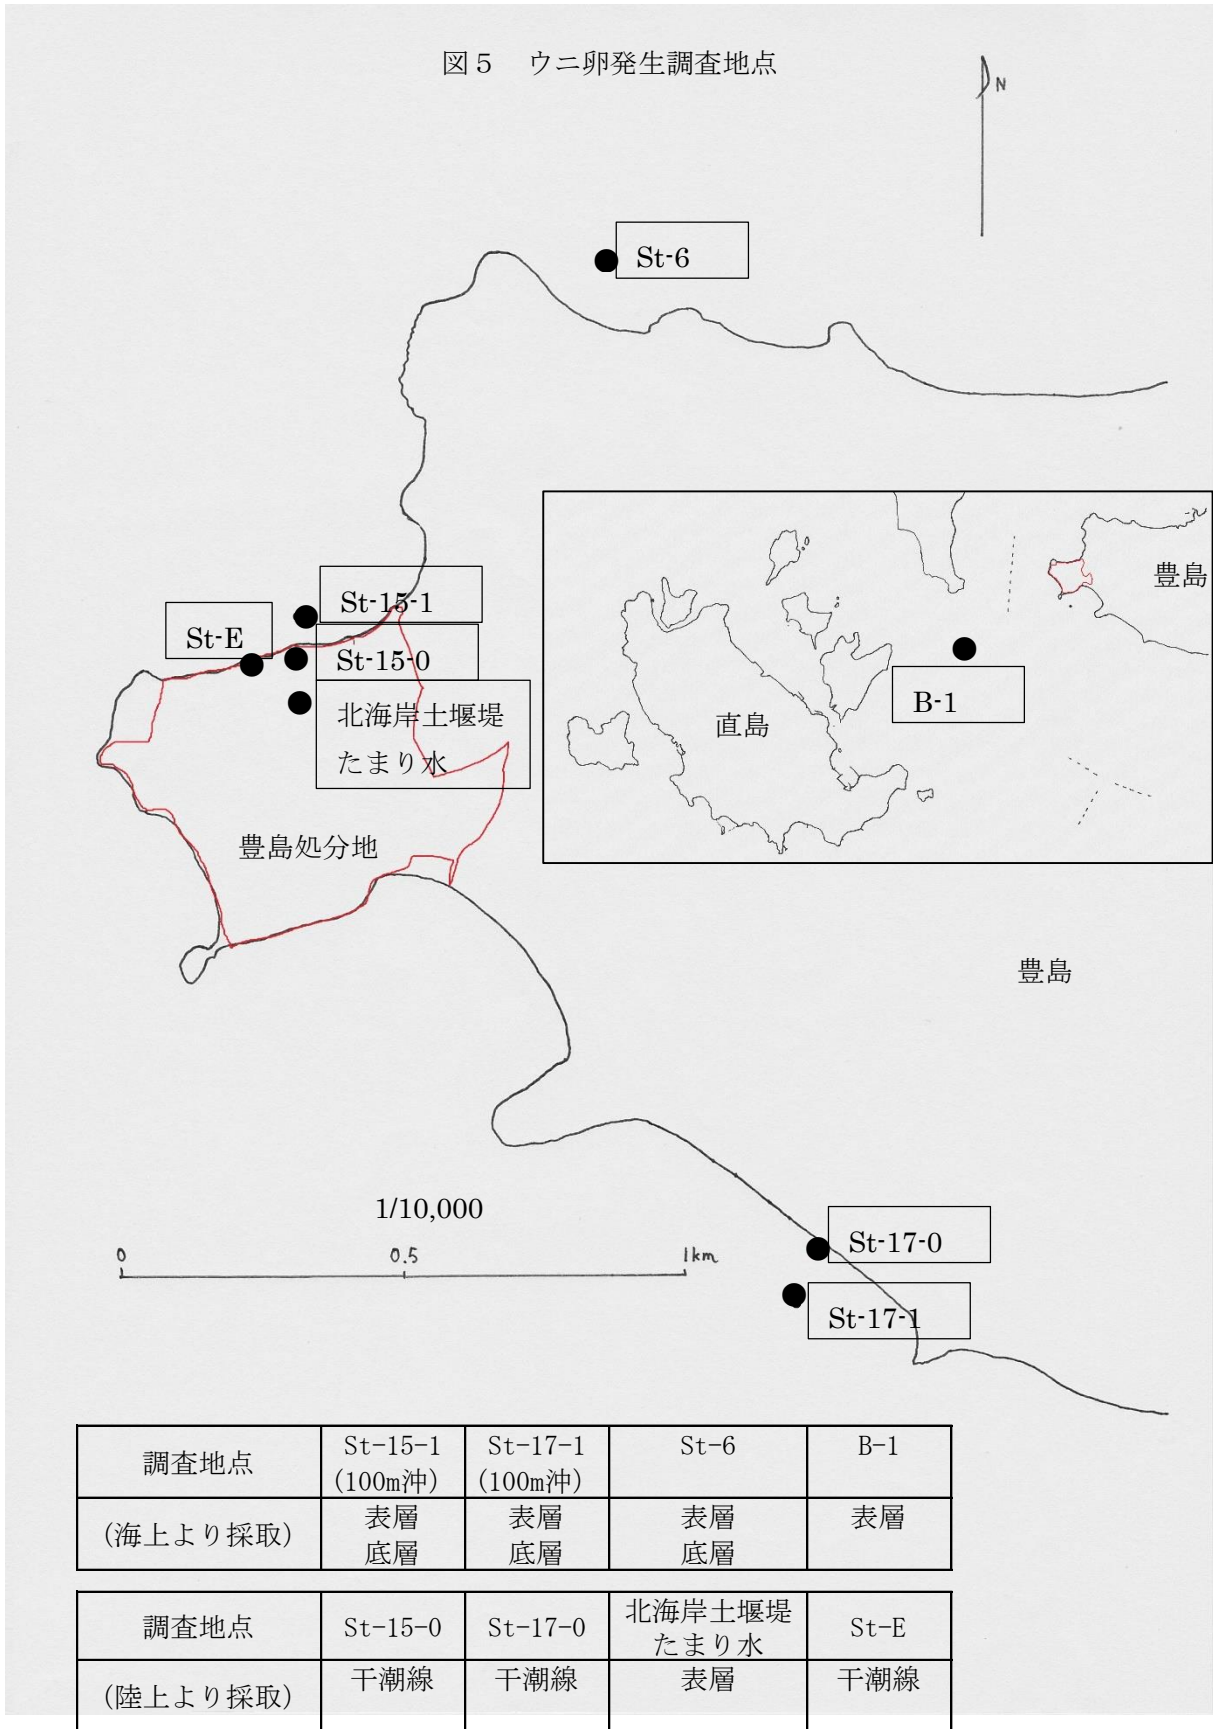 図５　ウニ卵発生調査地点
N
St-6
St-15-1
St-E
St-15-0
北海岸土堰堤
たまり水
豊島処分地
豊島
直島
B-1
豊島
1/10,000
0 0.5 1km
St-17-0
St-17-1
調査地点 St-15-1 St-17-1 St-6 B-1
(100m沖) (100m沖)
(海上より採取) 表層 表層 表層 表層
底層 底層 底層
調査地点 St-15-0 St-17-0 北海岸土堰堤 St-E
たまり水
(陸上より採取) 干潮線 干潮線 表層 干潮線